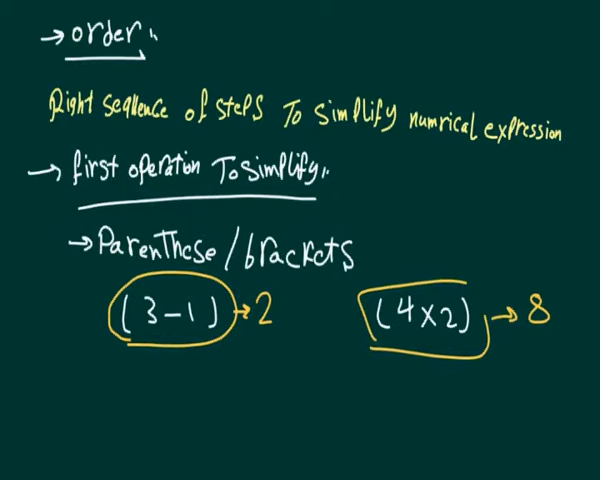 → order
Right sequence of steps To simplify numrical expression
→ first operation To simplify
→ Parenthese / brackets
(3-1) → 2 (4×2) → 8